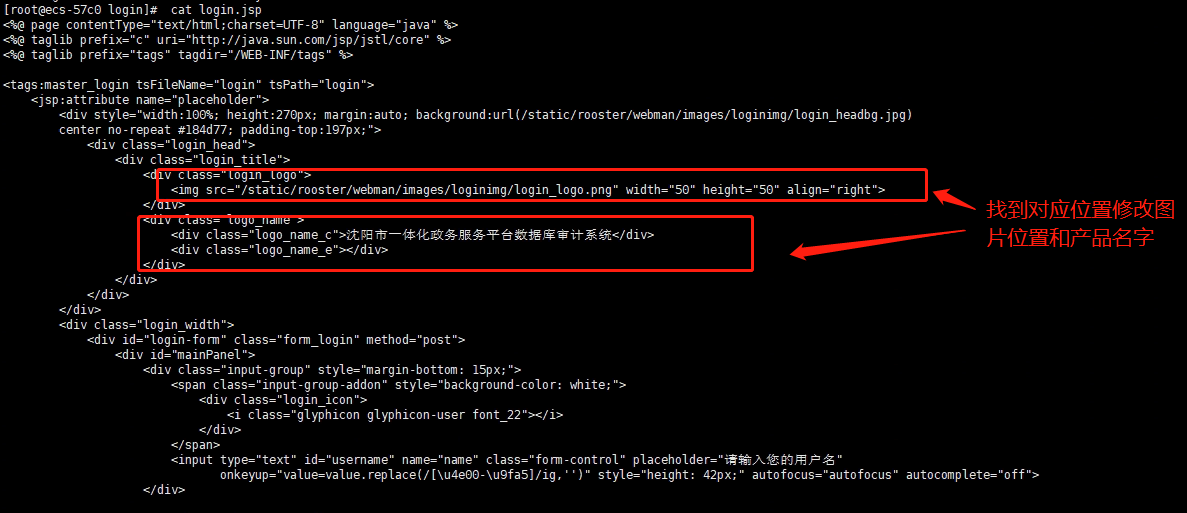 [root@ecs-57c0 login]#  cat login.jsp
<%@ page contentType="text/html;charset=UTF-8" language="java" %>
<%@ taglib prefix="c" uri="http://java.sun.com/jsp/jstl/core" %>
<%@ taglib prefix="tags" tagdir="/WEB-INF/tags" %>
<tags:master_login tsFileName="login" tsPath="login">
<jsp:attribute name="placeholder">
<div style="width:100%; height:270px; margin:auto; background:url(/static/rooster/webman/images/loginimg/login_headbg.jpg)
center no-repeat #184d77; padding-top:197px;">
<div class="login_head">
<div class="login_title">
<div class="login_logo">
<img src="/static/rooster/webman/images/loginimg/login_logo.png" width="50" height="50" align="right">
</div>
<div class="logo_name">
<div class="logo_name_c">沈阳市一体化政务服务平台数据库审计系统</div>
<div class="logo_name_e"></div>
</div>
找到对应位置修改图
片位置和产品名字
</div>
</div>
</div>
<div class="login_width">
<div id="login-form" class="form_login" method="post">
<div id="mainPanel">
<div class="input-group" style="margin-bottom: 15px;">
<span class="input-group-addon" style="background-color: white;">
<div class="login_icon">
<i class="glyphicon glyphicon-user font_22"></i>
</div>
</span>
<input type="text" id="username" name="name" class="form-control" placeholder="请输入您的用户名"
onkeyup="value=value.replace(/[\u4e00-\u9fa5]/ig,'')" style="height: 42px;" autofocus="autofocus" autocomplete="off">
</div>